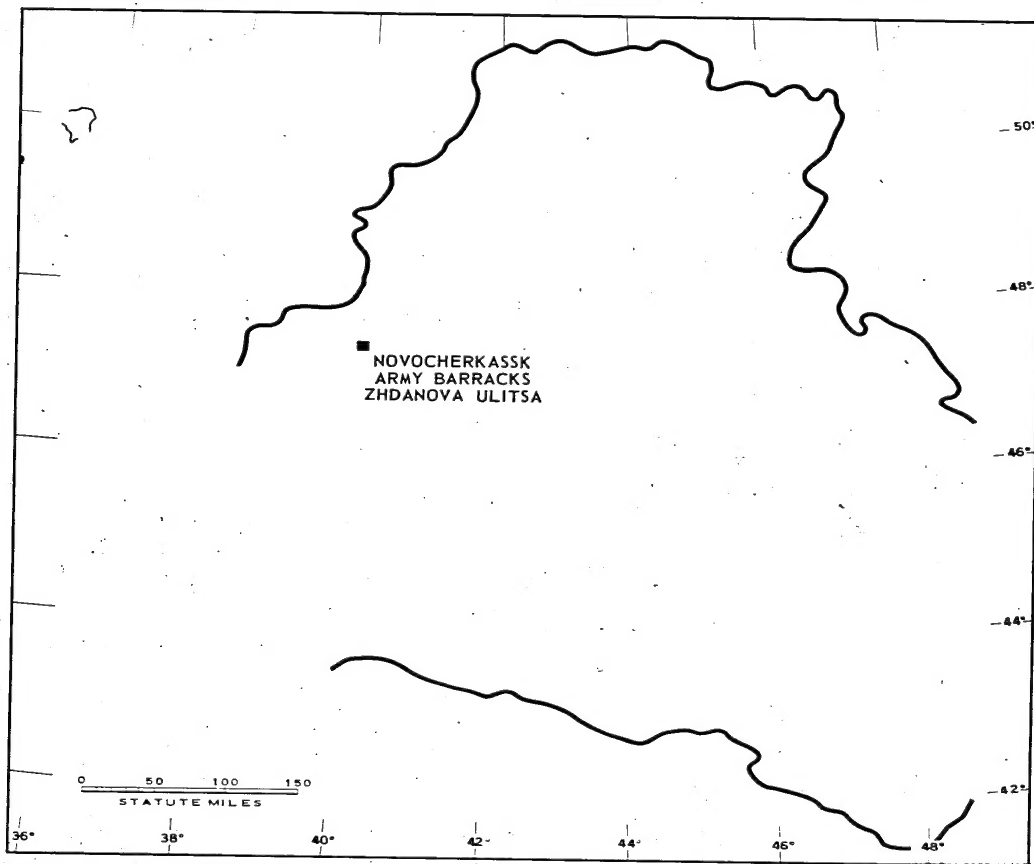 50°
48°
NOVOCHERKASSK
ARMY BARRACKS
ZHDANOVA ULITSA
46°
44°
0 50 100 150
STATUTE MILES
42°
36° 38° 40° 42° 44° 46° 48°